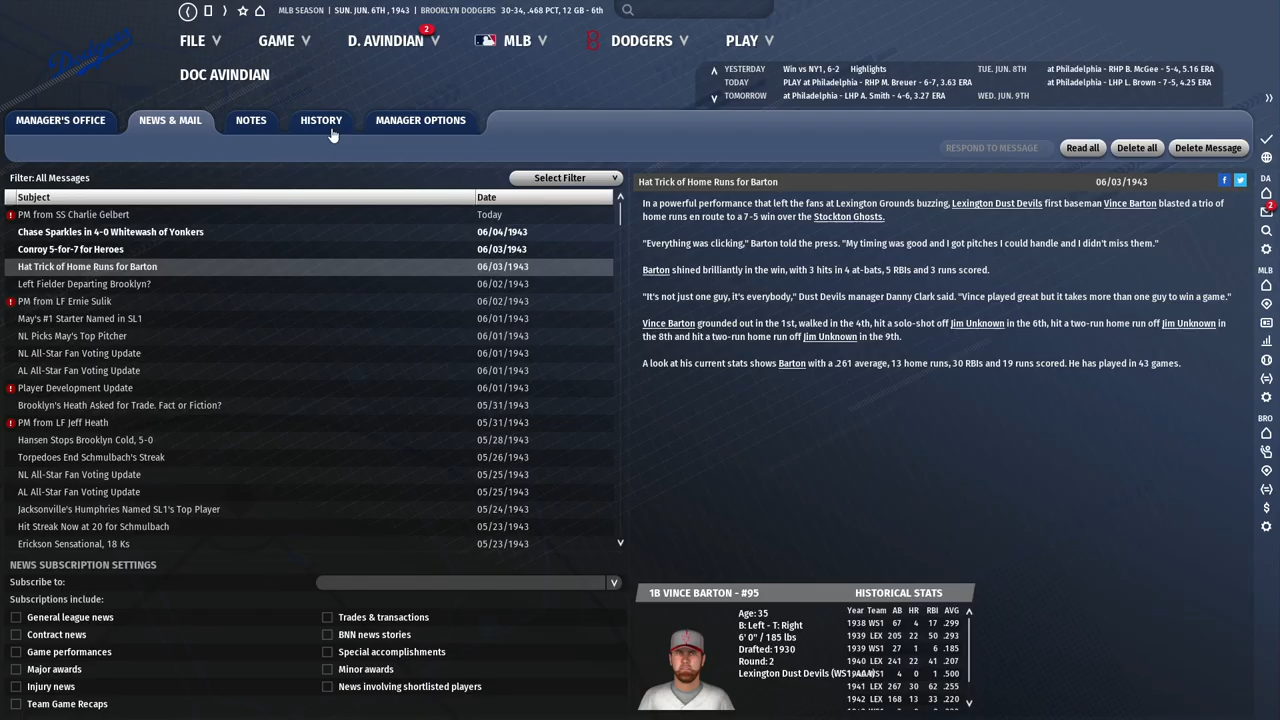 MLB SEASON | SUN. JUN. 6TH , 1943 | BROOKLYN DODGERS 30-34, .468 PCT, 12 GB - 6th
FILE GAME D. AVINDIAN 2 MLB DODGERS PLAY
Dodgers
DOC AVINDIAN
YESTERDAY Win vs NY1, 6-2 Highlights TUE. JUN. 8TH at Philadelphia - RHP B. McGee - 5-4, 5.16 ERA
TODAY PLAY at Philadelphia - RHP M. Breuer - 6-7, 3.63 ERA at Philadelphia - LHP L. Brown - 7-5, 4.25 ERA
TOMORROW at Philadelphia - LHP A. Smith - 4-6, 3.27 ERA WED. JUN. 9TH
MANAGER'S OFFICE NEWS & MAIL NOTES HISTORY MANAGER OPTIONS
RESPOND TO MESSAGE Read all Delete all Delete Message
Filter: All Messages Select Filter
Subject Date
PM from SS Charlie Gelbert Today
Chase Sparkles in 4-0 Whitewash of Yonkers 06/04/1943
Conroy 5-for-7 for Heroes 06/03/1943
Hat Trick of Home Runs for Barton 06/03/1943
Left Fielder Departing Brooklyn? 06/02/1943
PM from LF Ernie Sulik 06/02/1943
May's #1 Starter Named in SL1 06/01/1943
NL Picks May's Top Pitcher 06/01/1943
NL All-Star Fan Voting Update 06/01/1943
AL All-Star Fan Voting Update 06/01/1943
Player Development Update 06/01/1943
Brooklyn's Heath Asked for Trade. Fact or Fiction? 05/31/1943
PM from LF Jeff Heath 05/31/1943
Hansen Stops Brooklyn Cold, 5-0 05/28/1943
Torpedoes End Schmulbach's Streak 05/26/1943
NL All-Star Fan Voting Update 05/25/1943
AL All-Star Fan Voting Update 05/25/1943
Jacksonville's Humphries Named SL1's Top Player 05/24/1943
Hit Streak Now at 20 for Schmulbach 05/23/1943
Erickson Sensational, 18 Ks 05/23/1943
NEWS SUBSCRIPTION SETTINGS
Subscribe to:
Subscriptions include:
General league news Trades & transactions
Contract news BNN news stories
Game performances Special accomplishments
Major awards Minor awards
Injury news News involving shortlisted players
Team Game Recaps
Hat Trick of Home Runs for Barton 06/03/1943
In a performance that left the fans at Lexington Grounds buzzing, Lexington Dust Devils first baseman Vince Barton blasted a trio of
home runs en route to a 7-5 win over the Stockton Ghosts.
"Everything was clicking," Barton told the press. "My timing was good and I got pitches I could handle and I didn't miss them."
Barton shined brilliantly in the win, with 3 hits in 4 at-bats, 5 RBIs and 3 runs scored.
"It's not just one guy, it's everybody," Dust Devils manager Danny Clark said. "Vince played great but it takes more than one guy to win a game."
Vince Barton grounded out in the 1st, walked in the 4th, hit a solo-shot off Jim Unknown in the 6th, hit a two-run home run off Jim Unknown in
the 8th and hit a two-run home run off Jim Unknown in the 9th.
A look at his current stats shows Barton with a .261 average, 13 home runs, 30 RBIs and 19 runs scored. He has played in 43 games.
1B VINCE BARTON - #95 HISTORICAL STATS
Age: 35
B: Left - T: Right
6' 0" / 185 lbs
Drafted: 1930
Round: 2
Lexington Dust Devils (WS1, AAA)
Year Team AB HR RBI AVG
1938 WS1 67 4 17 .299
1939 LEX 205 22 50 .293
1939 WS1 27 1 6 .185
1940 LEX 241 22 41 .207
4 0 1 .500
1941 LEX 267 30 62 .255
1942 LEX 168 13 33 .220
DA
2
MLB
BRO